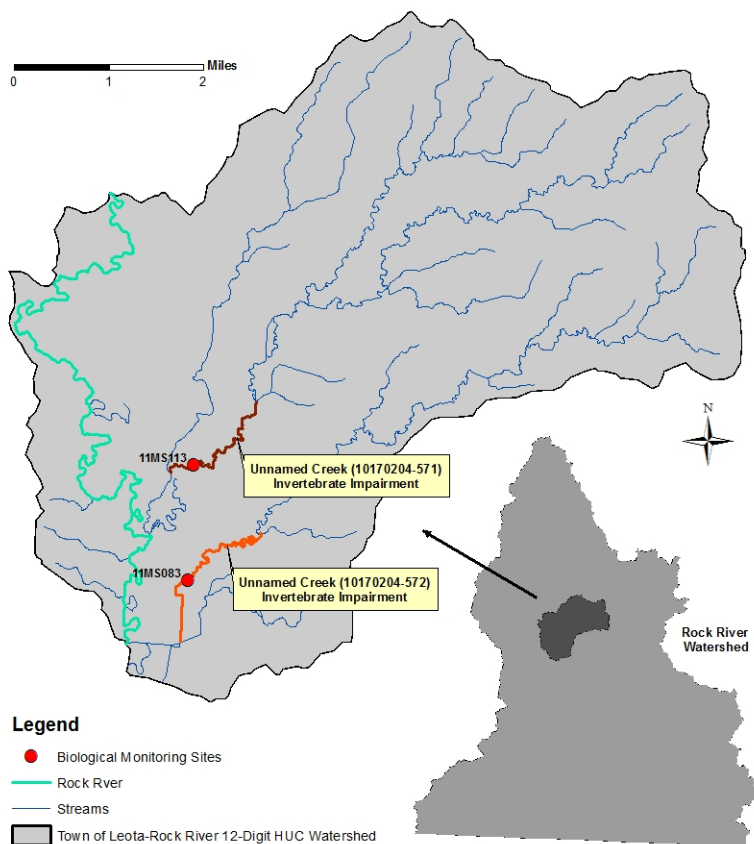 Miles
0 1 2
N
11MS113
Unnamed Creek (10170204-571)
Invertebrate Impairment
11MS083
Unnamed Creek (10170204-572)
Invertebrate Impairment
Rock River
Watershed
Legend
Biological Monitoring Sites
Rock Rver
Streams
Town of Leota-Rock River 12-Digit HUC Watershed